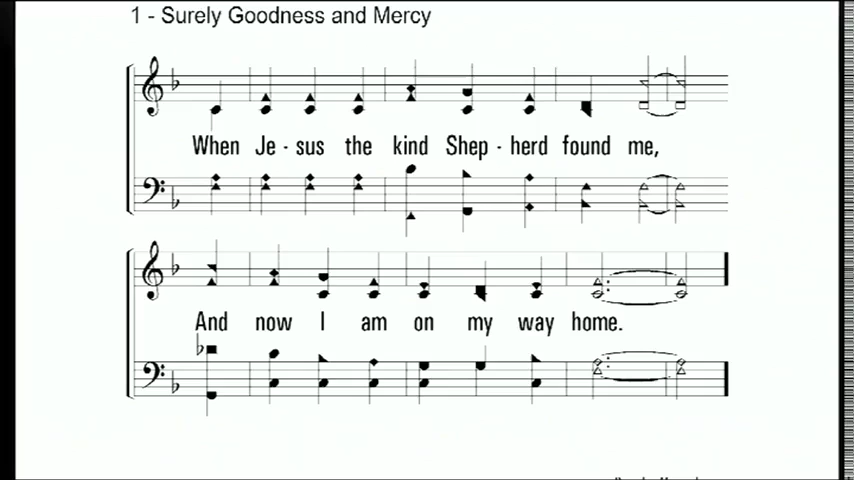 1 - Surely Goodness and Mercy
When Je - sus the kind Shep - herd found me,
And now I am on my way home.